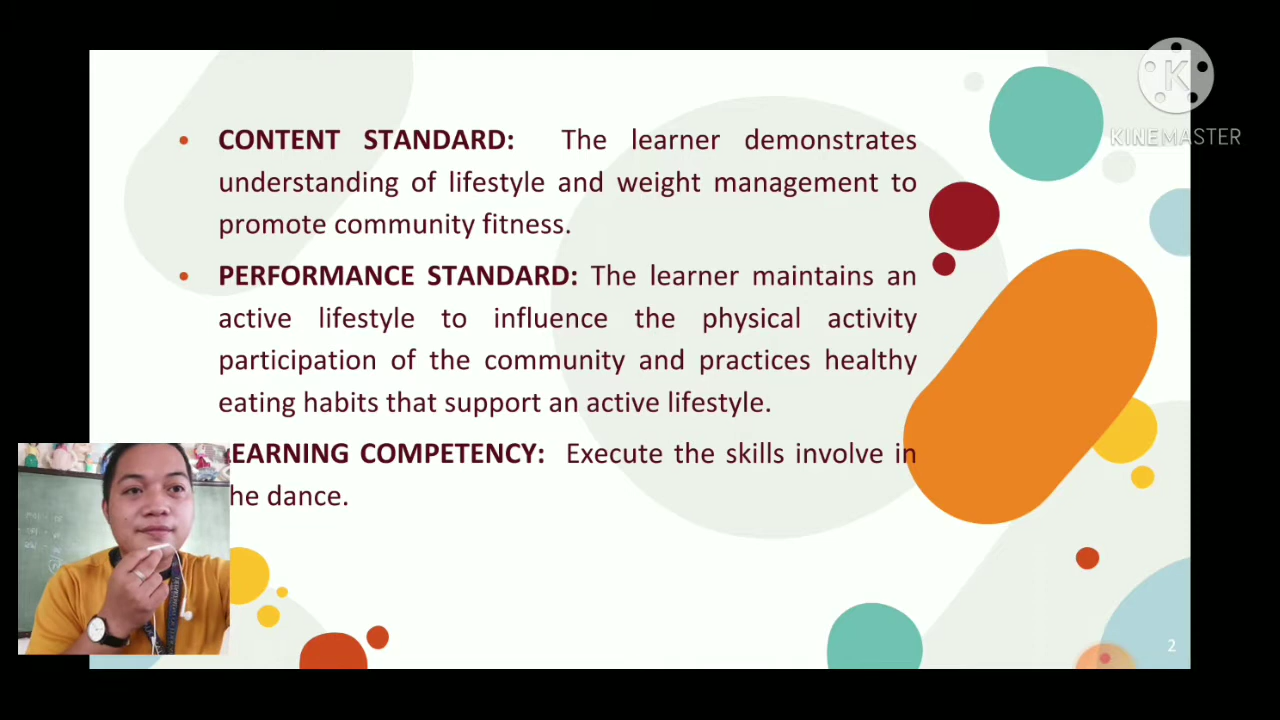 CONTENT STANDARD: The learner demonstrates
understanding of lifestyle and weight management to
promote community fitness.
PERFORMANCE STANDARD: The learner maintains an
active lifestyle to influence the physical activity
participation of the community and practices healthy
eating habits that support an active lifestyle.
EARNING COMPETENCY: Execute the skills involve in
he dance.
K
KINEMASTER
2